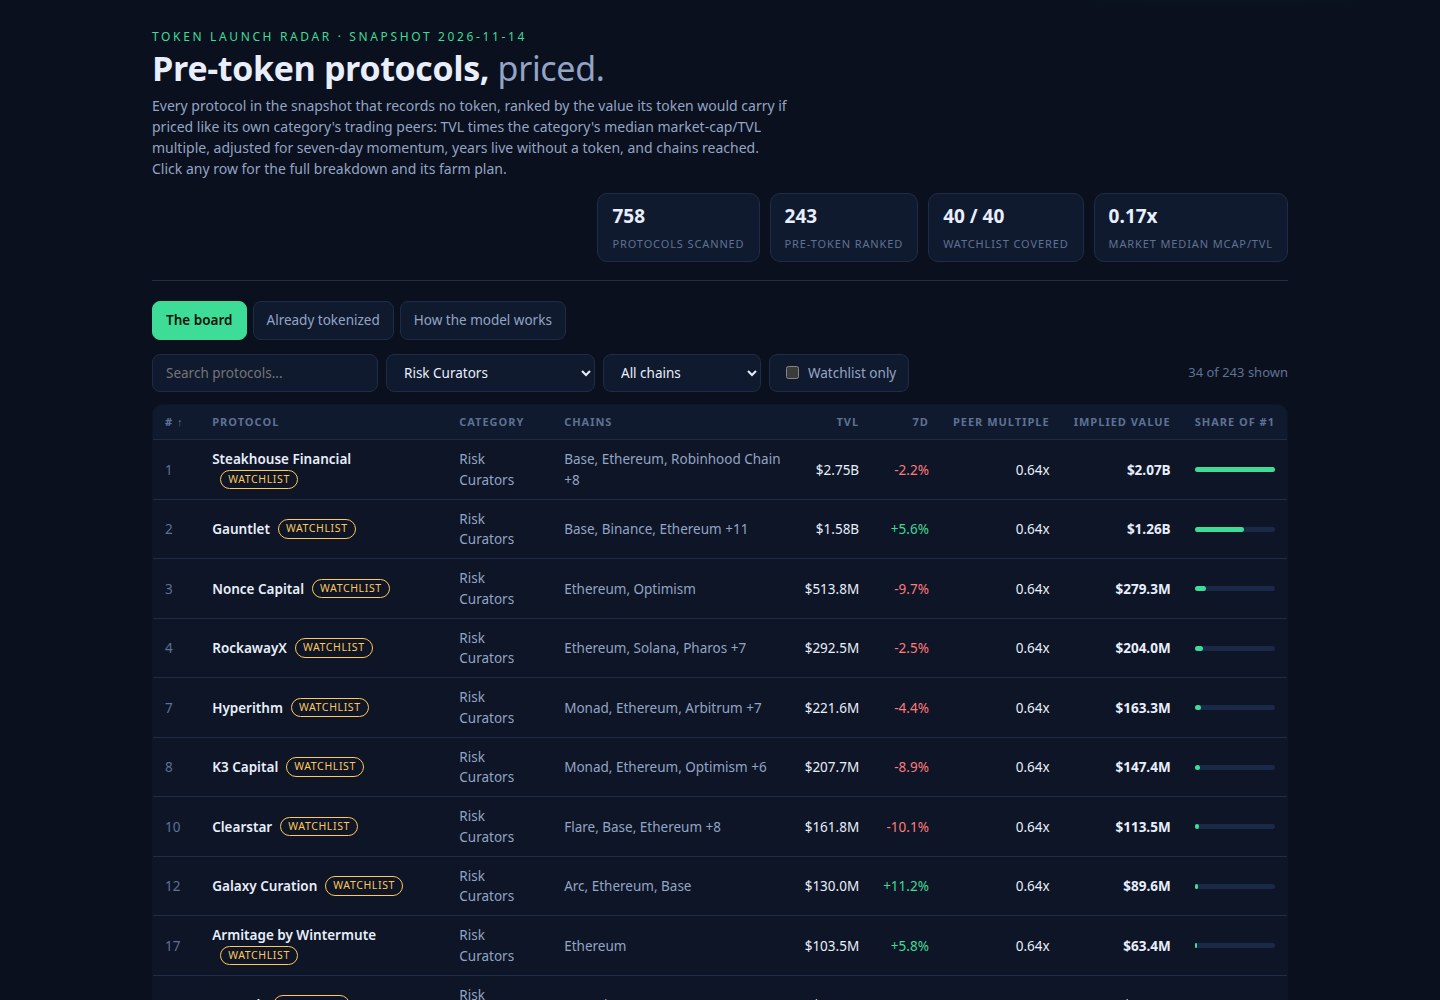 TOKEN LAUNCH RADAR · SNAPSHOT 2026-11-14
Pre-token protocols, priced.
Every protocol in the snapshot that records no token, ranked by the value its token would carry if
priced like its own category's trading peers: TVL times the category's median market-cap/TVL
multiple, adjusted for seven-day momentum, years live without a token, and chains reached.
Click any row for the full breakdown and its farm plan.
758 243 40 / 40 0.17x
PROTOCOLS SCANNED PRE-TOKEN RANKED WATCHLIST COVERED MARKET MEDIAN MCAP/TVL
The board Already tokenized How the model works
Search protocols... Risk Curators All chains Watchlist only 34 of 243 shown
# ↑ PROTOCOL CATEGORY CHAINS TVL 7D PEER MULTIPLE IMPLIED VALUE SHARE OF #1
1 Steakhouse Financial WATCHLIST Risk Curators Base, Ethereum, Robinhood Chain +8 $2.75B -2.2% 0.64x $2.07B
2 Gauntlet WATCHLIST Risk Curators Base, Binance, Ethereum +11 $1.58B +5.6% 0.64x $1.26B
3 Nonce Capital WATCHLIST Risk Curators Ethereum, Optimism $513.8M -9.7% 0.64x $279.3M
4 RockawayX WATCHLIST Risk Curators Ethereum, Solana, Pharos +7 $292.5M -2.5% 0.64x $204.0M
7 Hyperithm WATCHLIST Risk Curators Monad, Ethereum, Arbitrum +7 $221.6M -4.4% 0.64x $163.3M
8 K3 Capital WATCHLIST Risk Curators Monad, Ethereum, Optimism +6 $207.7M -8.9% 0.64x $147.4M
10 Clearstar WATCHLIST Risk Curators Flare, Base, Ethereum +8 $161.8M -10.1% 0.64x $113.5M
12 Galaxy Curation WATCHLIST Risk Curators Arc, Ethereum, Base $130.0M +11.2% 0.64x $89.6M
17 Armitage by Wintermute WATCHLIST Risk Curators Ethereum $103.5M +5.8% 0.64x $63.4M
Risk